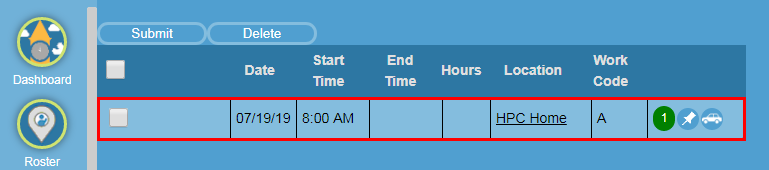 Submit Delete
Dashboard
Roster
Date Start Time End Time Hours Location Work Code
07/19/19 8:00 AM HPC Home A 1